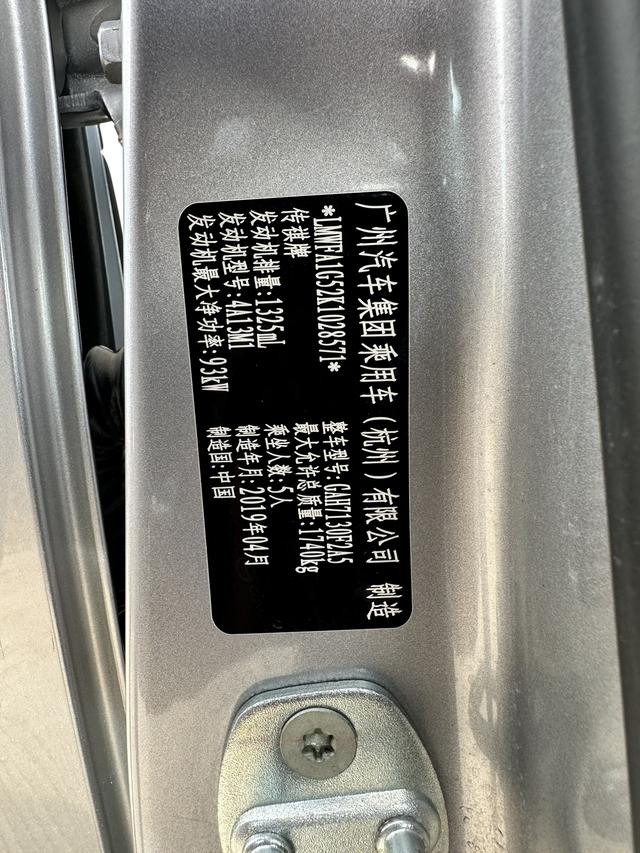 广州汽车集团乘用车(杭州)有限公司 制造
*LMWFA1G52K1028571*
传祺牌 整车型号:GAH7130F2A5
发动机排量:1325mL 最大允许总质量:1740kg
发动机型号:4A13M1 乘坐人数:5人
发动机最大净功率:93kW 制造年月:2019年04月
制造国:中国